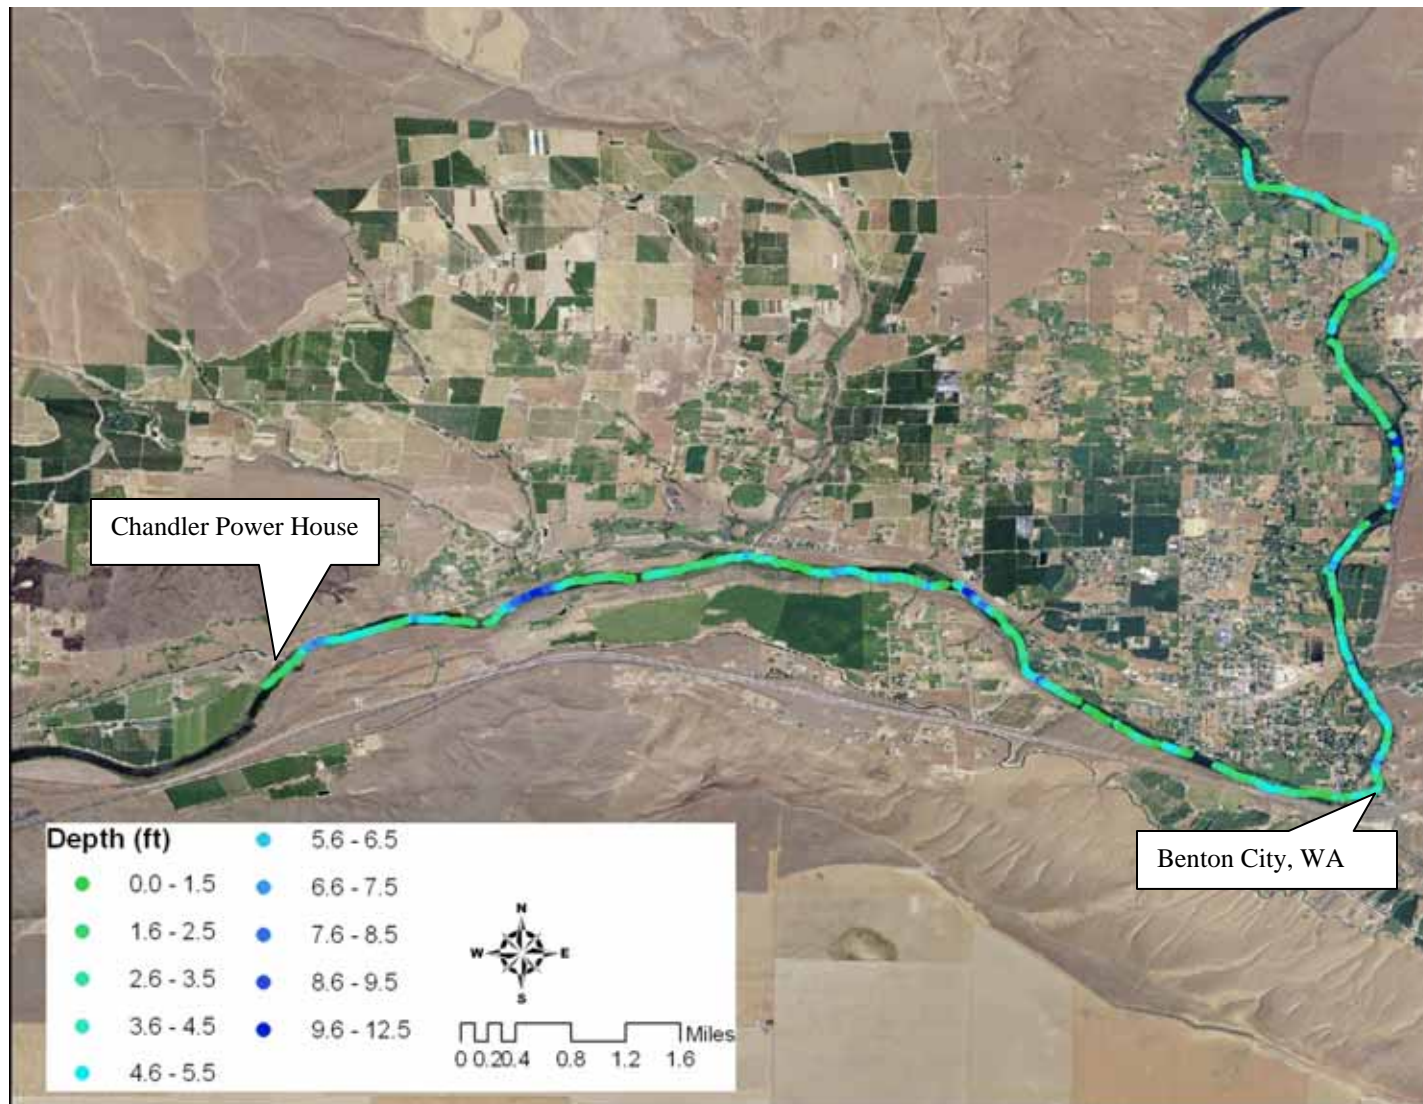 Chandler Power House
Benton City, WA
Depth (ft)
0.0 - 1.5
1.6 - 2.5
2.6 - 3.5
3.6 - 4.5
4.6 - 5.5
5.6 - 6.5
6.6 - 7.5
7.6 - 8.5
8.6 - 9.5
9.6 - 12.5
N
W E
S
Miles
0 0.20.4 0.8 1.2 1.6